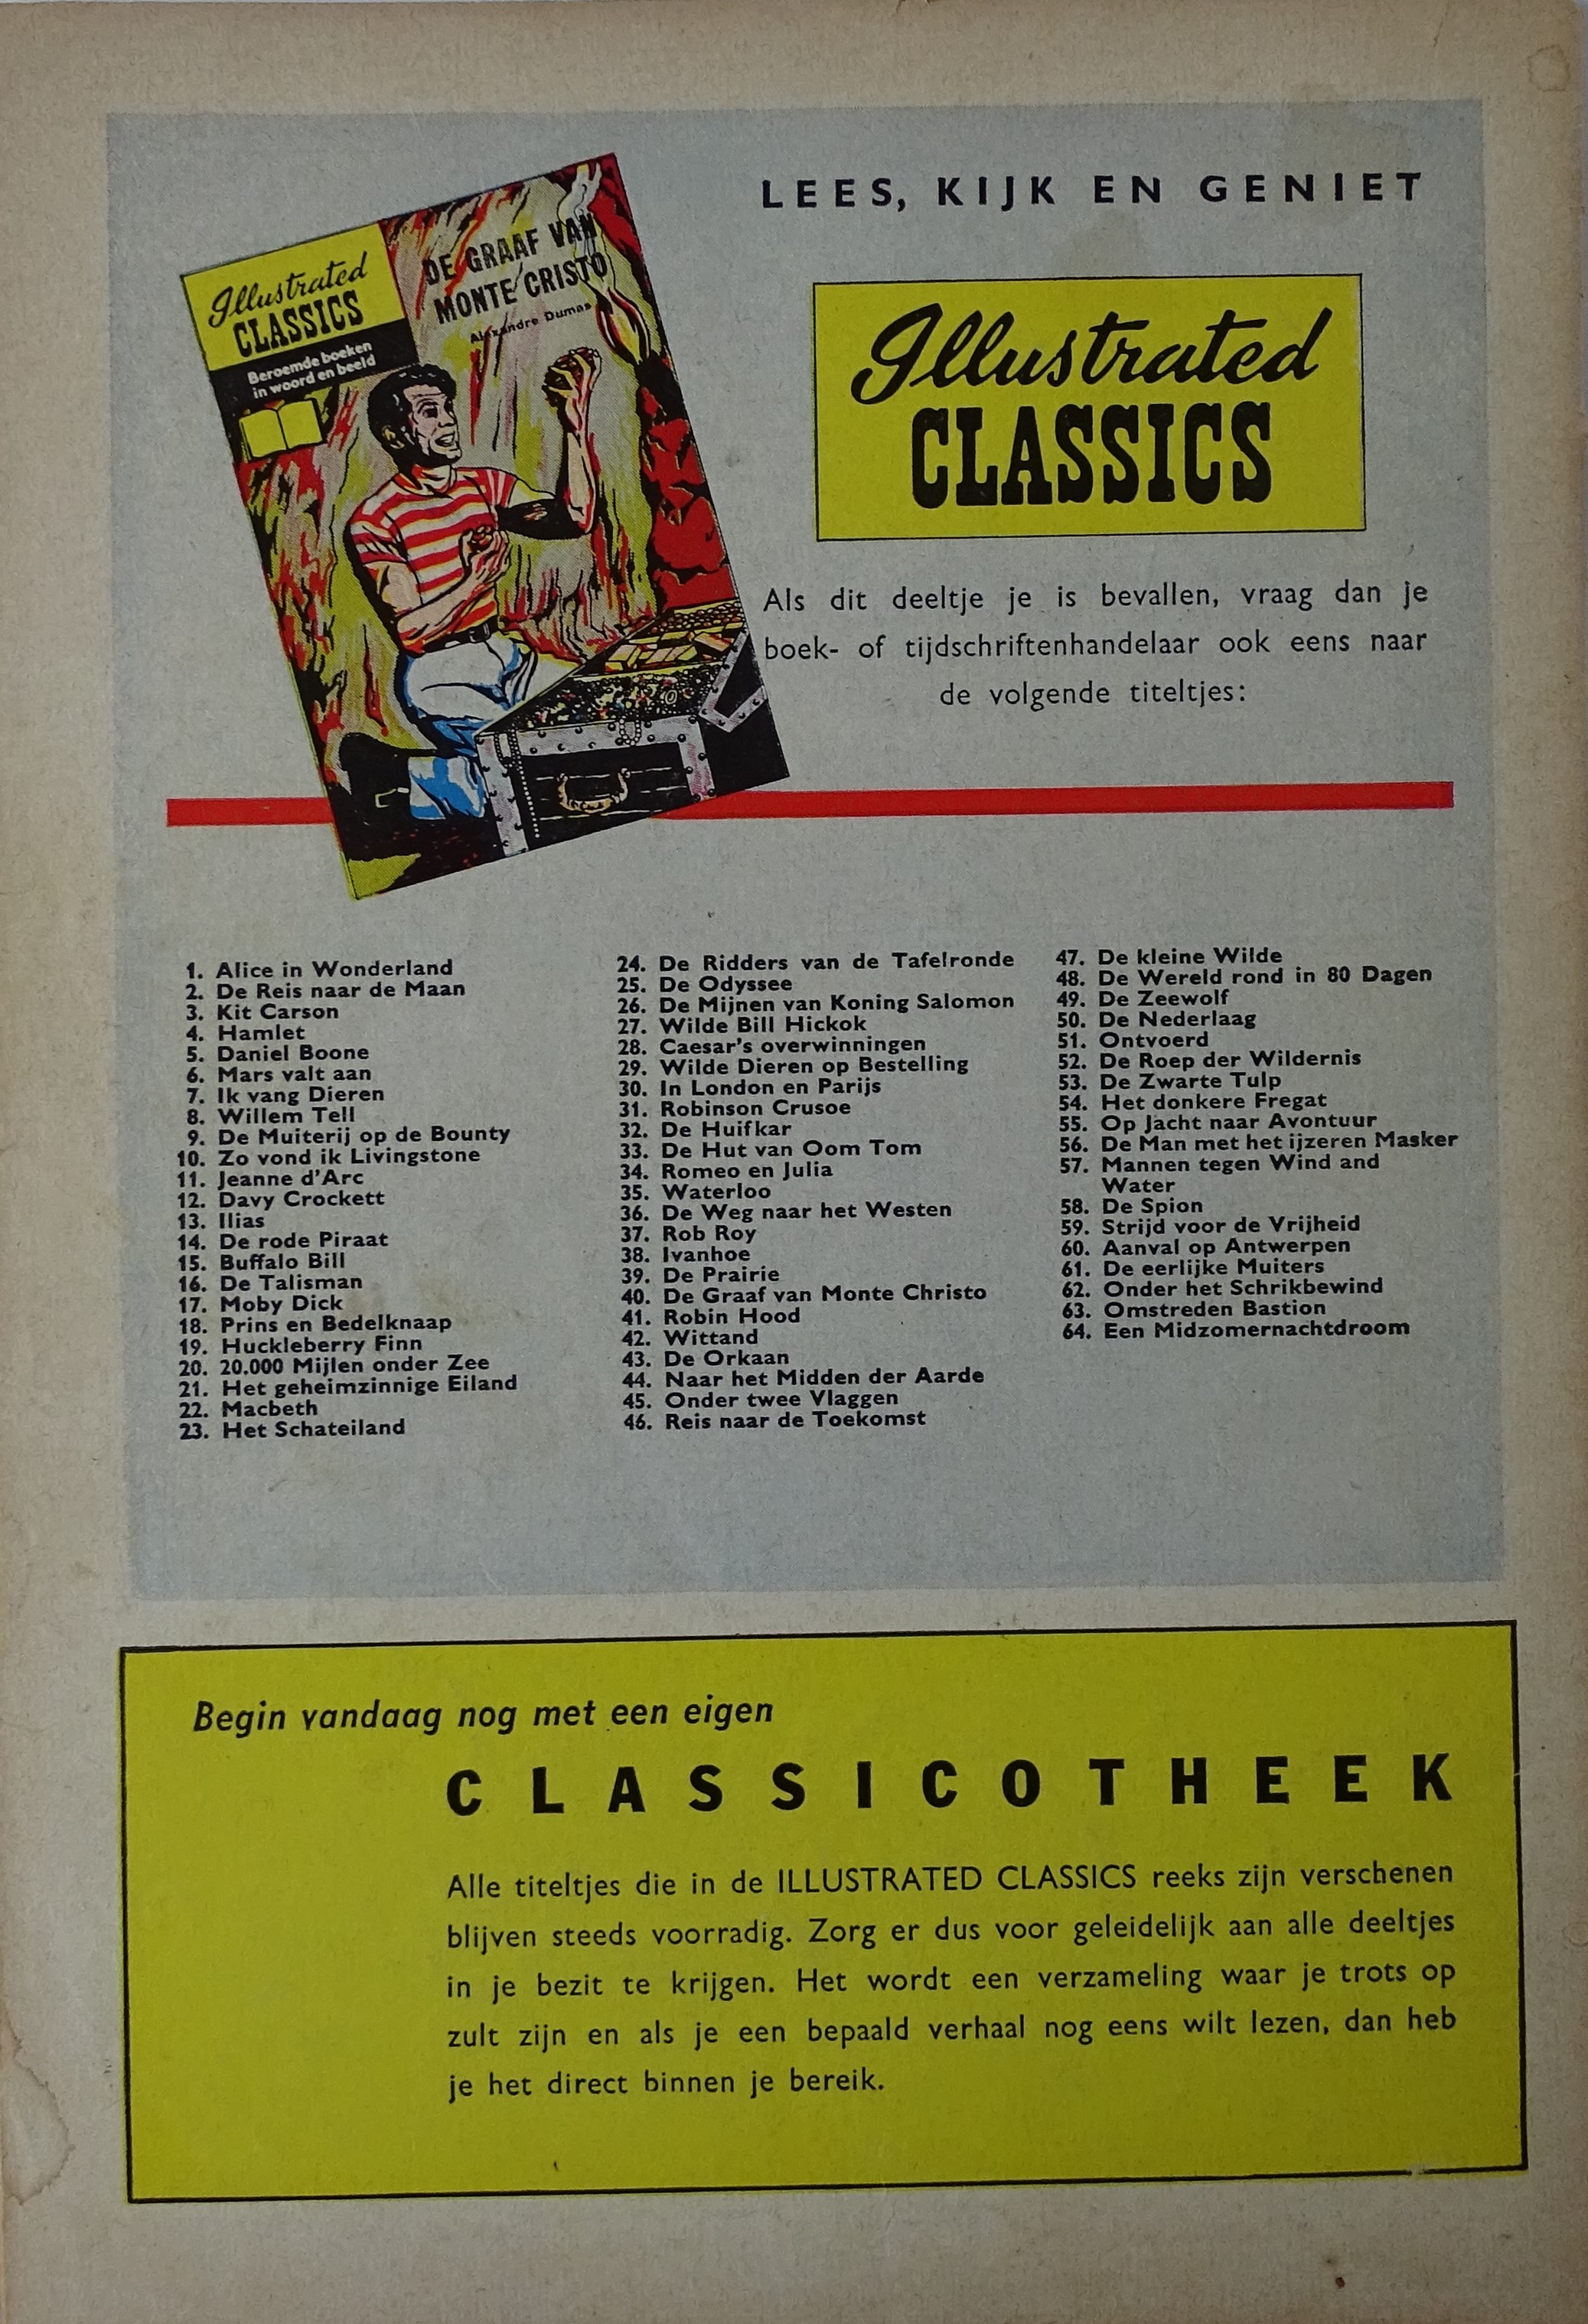 LEES, KIJK EN GENIET
Illustrated
CLASSICS
Beroemde boeken
in woord en beeld
DE GRAAF VAN
MONTE CRISTO
Alexandre Dumas
Illustrated
CLASSICS
Als dit deeltje je is bevallen, vraag dan je
boek- of tijdschriftenhandelaar ook eens naar
de volgende titeltjes:
1. Alice in Wonderland
2. De Reis naar de Maan
3. Kit Carson
4. Hamlet
5. Daniel Boone
6. Mars valt aan
7. Ik vang Dieren
8. Willem Tell
9. De Muiterij op de Bounty
10. Zo vond ik Livingstone
11. Jeanne d'Arc
12. Davy Crockett
13. Ilias
14. De rode Piraat
15. Buffalo Bill
16. De Talisman
17. Moby Dick
18. Prins en Bedelknaap
19. Huckleberry Finn
20. 20.000 Mijlen onder Zee
21. Het geheimzinnige Eiland
22. Macbeth
23. Het Schateiland
24. De Ridders van de Tafelronde
25. De Odyssee
26. De Mijnen van Koning Salomon
27. Wilde Bill Hickok
28. Caesar's overwinningen
29. Wilde Dieren op Bestelling
30. In London en Parijs
31. Robinson Crusoe
32. De Huifkar
33. De Hut van Oom Tom
34. Romeo en Julia
35. Waterloo
36. De Weg naar het Westen
37. Rob Roy
38. Ivanhoe
39. De Prairie
40. De Graaf van Monte Christo
41. Robin Hood
42. Wittand
43. De Orkaan
44. Naar het Midden der Aarde
45. Onder twee Vlaggen
46. Reis naar de Toekomst
47. De kleine Wilde
48. De Wereld rond in 80 Dagen
49. De Zeewolf
50. De Nederlaag
51. Ontvoerd
52. De Roep der Wildernis
53. De Zwarte Tulp
54. Het donkere Fregat
55. Op Jacht naar Avontuur
56. De Man met het ijzeren Masker
57. Mannen tegen Wind and
Water
58. De Spion
59. Strijd voor de Vrijheid
60. Aanval op Antwerpen
61. De eerlijke Muiters
62. Onder het Schrikbewind
63. Omstreden Bastion
64. Een Midzomernachtdroom
Begin vandaag nog met een eigen
CLASSICOTHEEK
Alle titeltjes die in de ILLUSTRATED CLASSICS reeks zijn verschenen
blijven steeds voorradig. Zorg er dus voor geleidelijk aan alle deeltjes
in je bezit te krijgen. Het wordt een verzameling waar je trots op
zult zijn en als je een bepaald verhaal nog eens wilt lezen, dan heb
je het direct binnen je bereik.